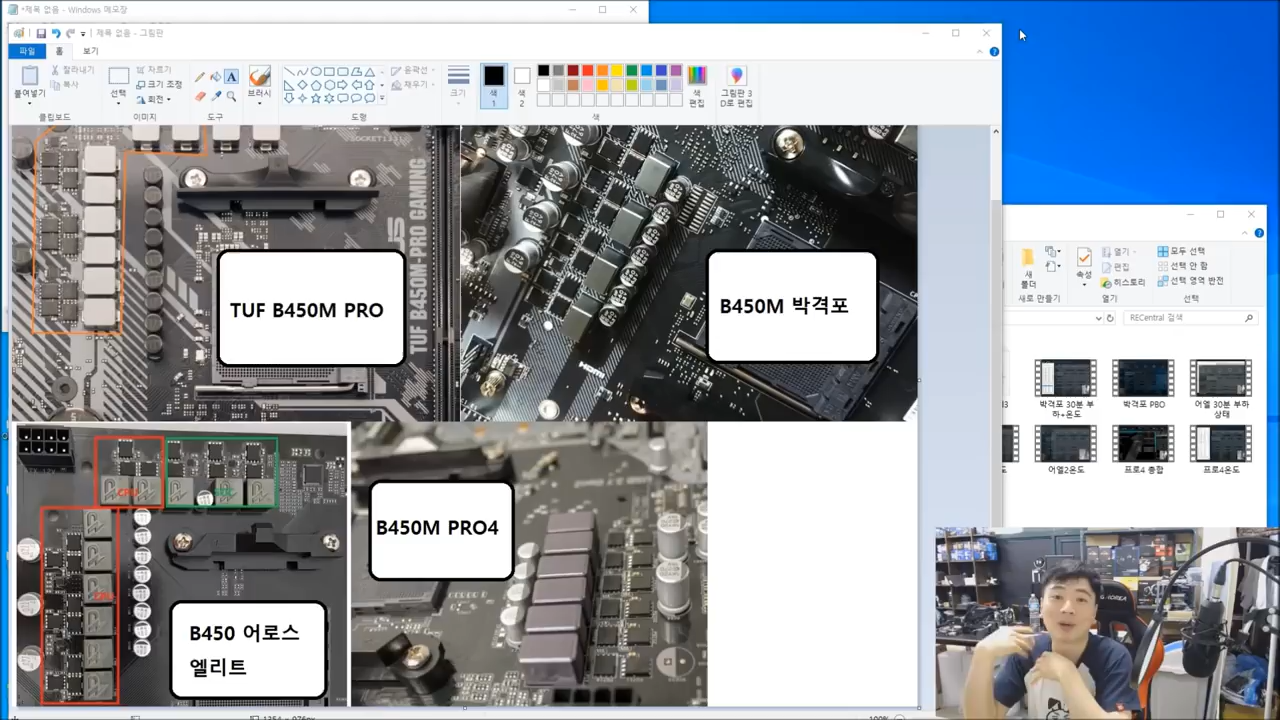 *제목 없음 - Windows 메모장
제목 없음 - 그림판
파일
홈
보기
붙여넣기
잘라내기
복사
클립보드
선택
자르기
크기 조정
회전
이미지
A
도구
브러시
윤곽선
채우기
도형
크기
색
1
색
2
색
편집
그림판 3
D로 편집
색
TUF B450M-PRO GAMING
TUF B450M PRO
HDMI
B450M 박격포
B450 어로스
엘리트
B450M PRO4
100%
새
폴더
새로 만들기
속성
열기
편집
히스토리
열기
모두 선택
선택 안 함
선택 영역 반전
선택
RECentral 검색
박격포 30분 부
하+온도
박격포 PBO
어엘 30분 부하
상태
어엘2온도
프로4 종합
프로4온도